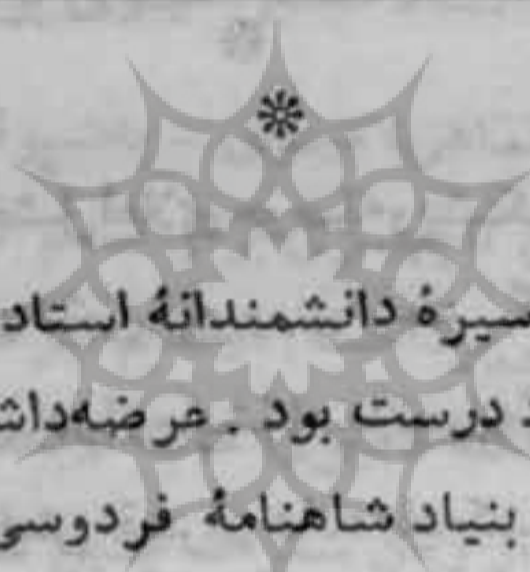 سیرهٔ دانشمندانهٔ استاد
درست بود . عرضه‌داش
بنیاد شاهنامهٔ فردوسی